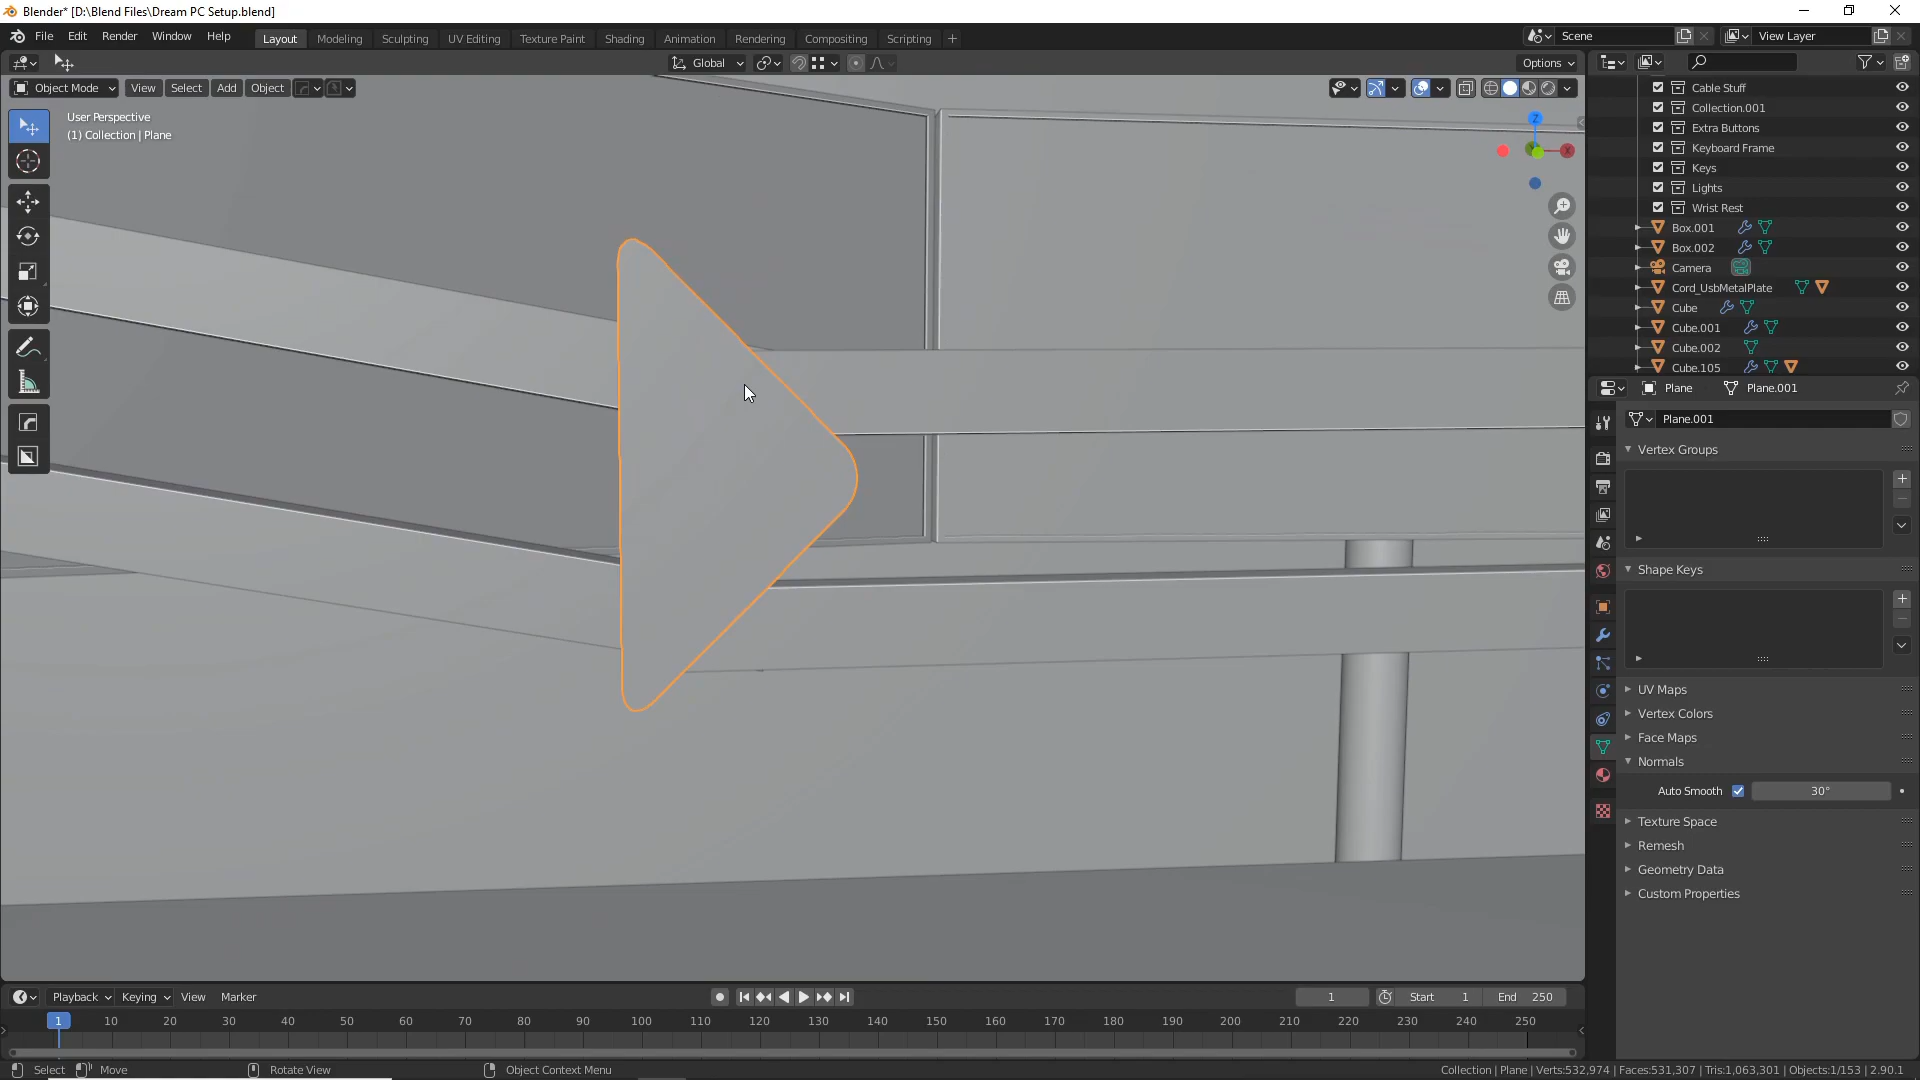 Blender* [D:\Blend Files\Dream PC Setup.blend]
File Edit Render Window Help
Layout Modeling Sculpting UV Editing Texture Paint Shading Animation Rendering Compositing Scripting +
Scene
View Layer
Global
Options
Object Mode View Select Add Object
User Perspective
(1) Collection | Plane
Z
X
Cable Stuff
Collection.001
Extra Buttons
Keyboard Frame
Keys
Lights
Wrist Rest
Box.001
Box.002
Camera
Cord_UsbMetalPlate
Cube
Cube.001
Cube.002
Cube.105
Plane Plane.001
Plane.001
Vertex Groups
Shape Keys
UV Maps
Vertex Colors
Face Maps
Normals
Auto Smooth 30°
Texture Space
Remesh
Geometry Data
Custom Properties
Playback Keying View Marker
1 Start 1 End 250
1 10 20 30 40 50 60 70 80 90 100 110 120 130 140 150 160 170 180 190 200 210 220 230 240 250
Select Move Rotate View Object Context Menu
Collection | Plane | Verts:532,974 | Faces:531,307 | Tris:1,063,301 | Objects:1/153 | 2.90.1